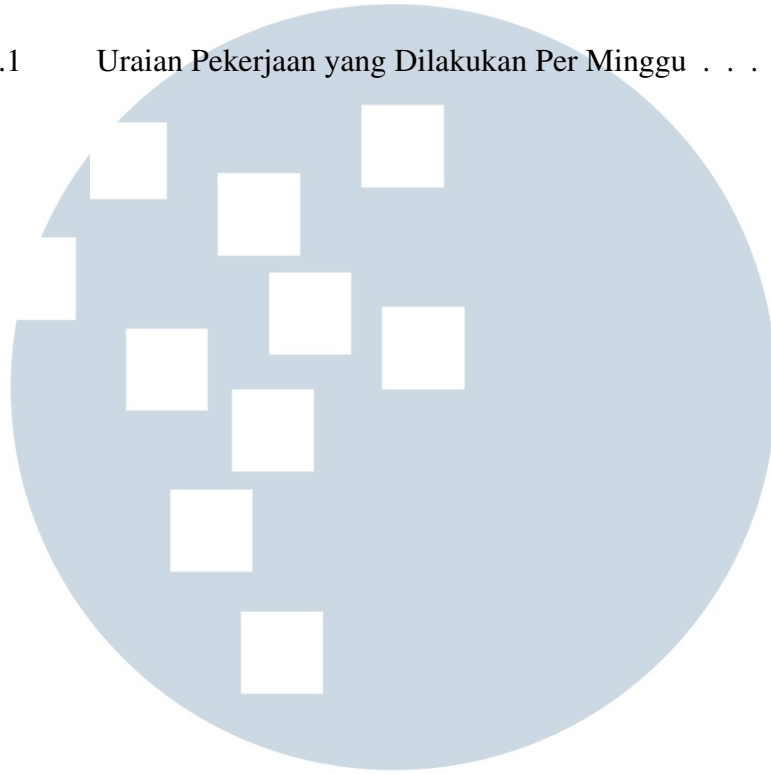 .1 Uraian Pekerjaan yang Dilakukan Per Minggu . . .